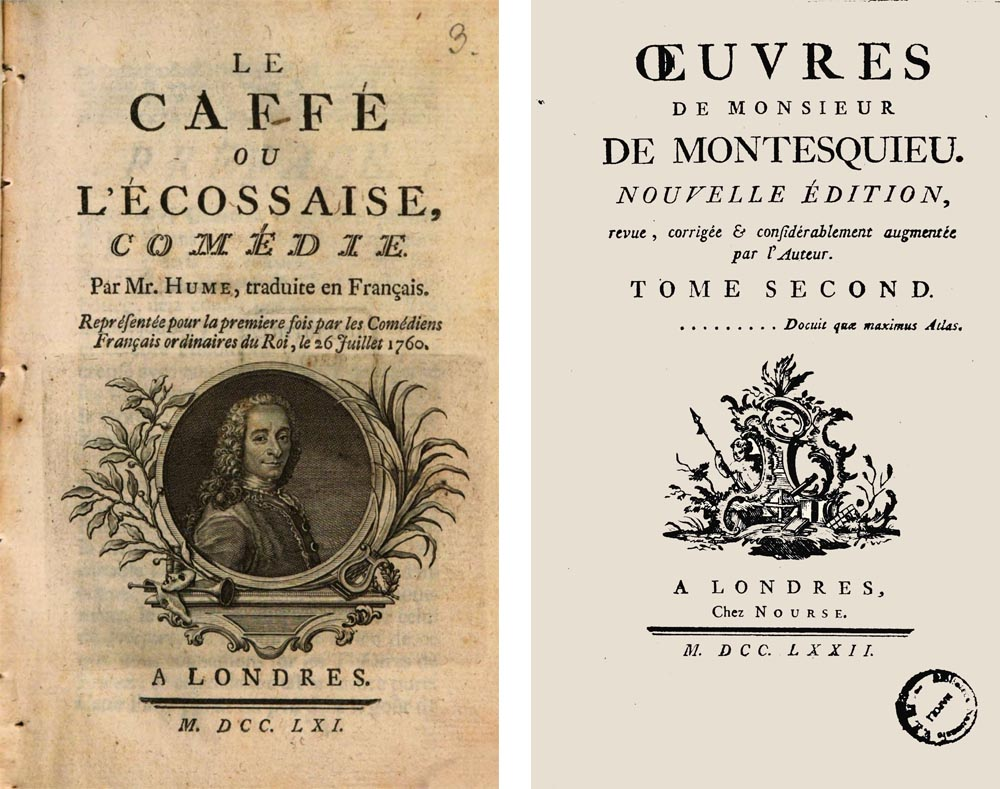 3.
LE
CAFFÉ
OU
L'ÉCOSSAISE,
COMÉDIE.
Par Mr. HUME, traduite en Français.
Repréſentée pour la premiere fois par les Comédiens
Français ordinaires du Roi, le 26 Juillet 1760.
A LONDRES.
M. DCC. LXI.
ŒUVRES
DE MONSIEUR
DE MONTESQUIEU.
NOUVELLE ÉDITION,
revue, corrigée & conſidérablement augmentée
par l'Auteur.
TOME SECOND.
......... Docuit quæ maximus Atlas.
A LONDRES,
Chez NOURSE.
M. DCC. LXXII.